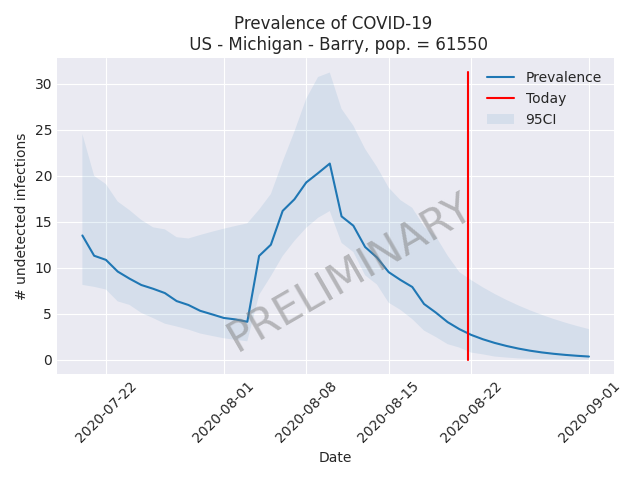 Prevalence of COVID-19
US - Michigan - Barry, pop. = 61550
30
25
20
15
10
5
0
# undetected infections
Prevalence
Today
95CI
PRELIMINARY
2020-07-22
2020-08-01
2020-08-08
2020-08-15
2020-08-22
2020-09-01
Date